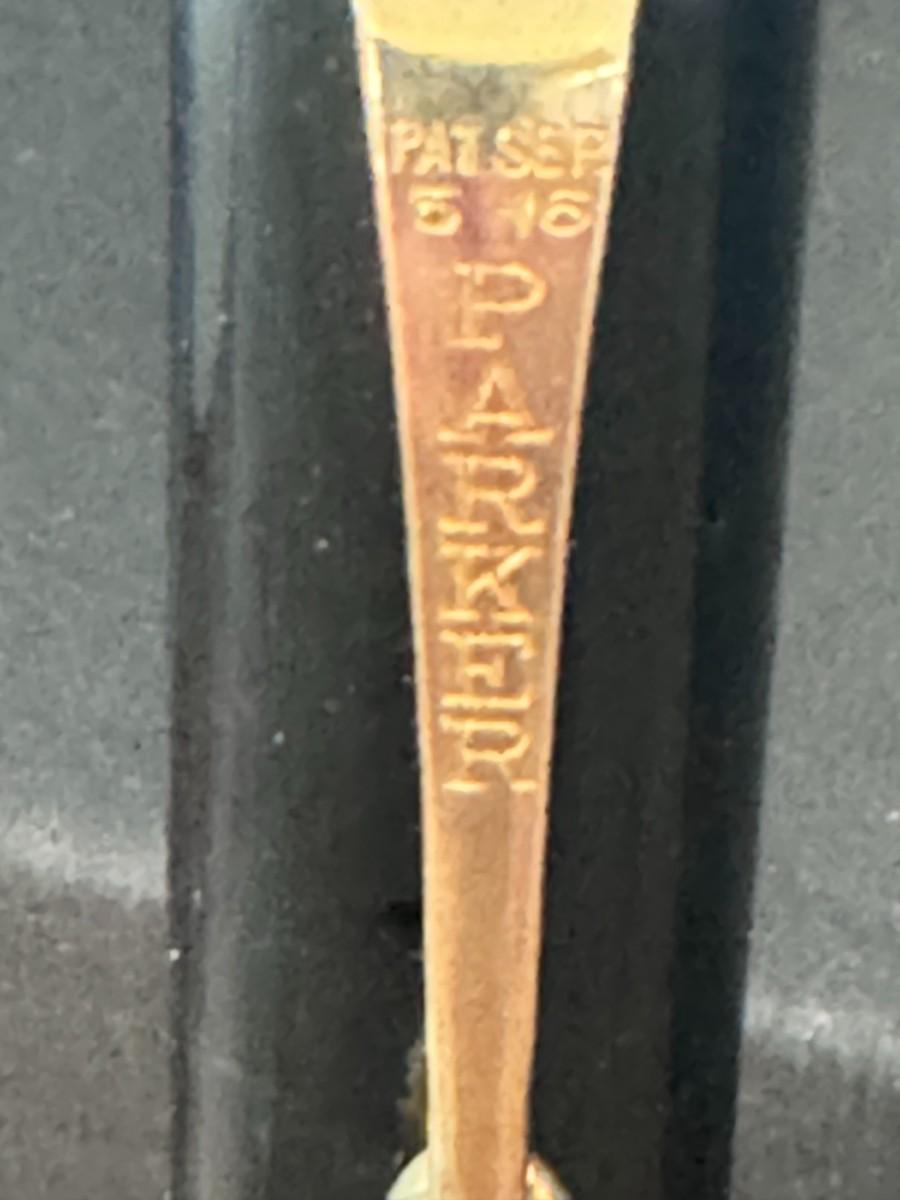 PAT. SEP.
5-16
PARKER